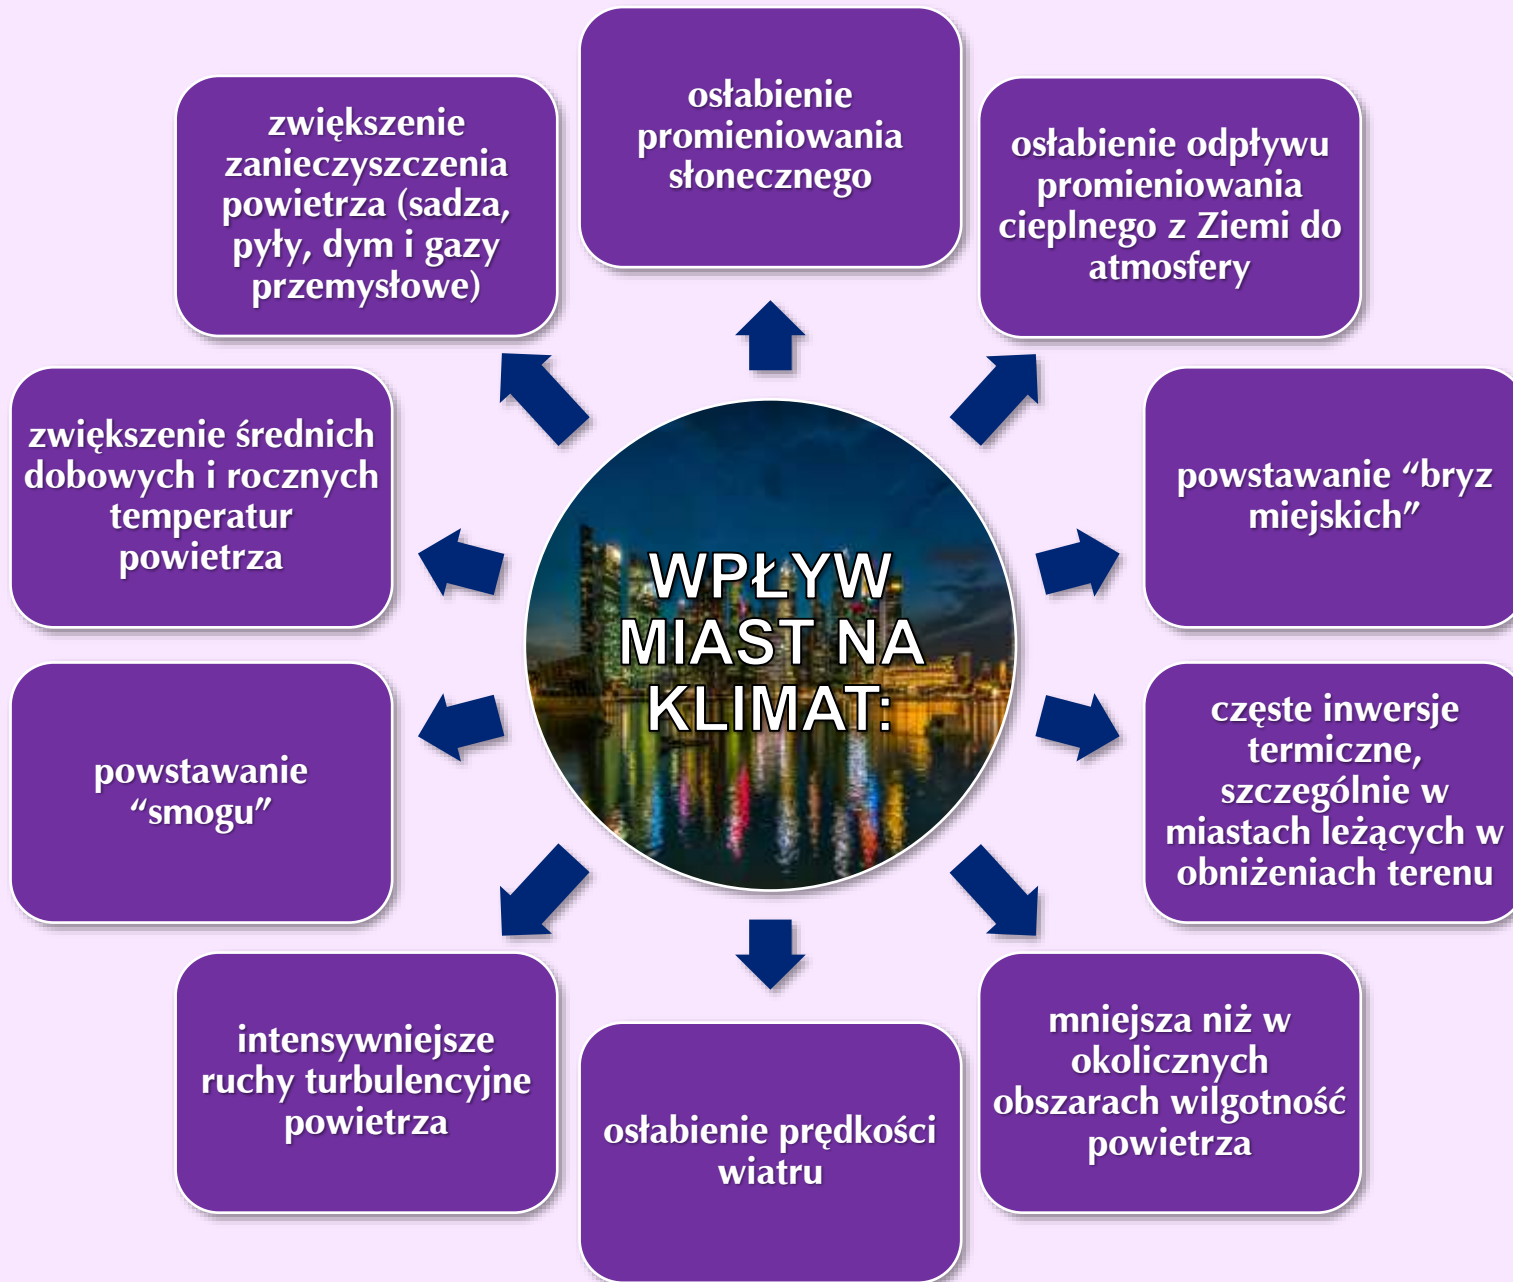 osłabienie
promieniowania
słonecznego
osłabienie odpływu
promieniowania
cieplnego z Ziemi do
atmosfery
powstawanie “bryz
miejskich”
częste inwersje
termiczne,
szczególnie w
miastach leżących w
obniżeniach terenu
mniejsza niż w
okolicznych
obszarach wilgotność
powietrza
osłabienie prędkości
wiatru
intensywniejsze
ruchy turbulencyjne
powietrza
powstawanie
“smogu”
zwiększenie średnich
dobowych i rocznych
temperatur
powietrza
zwiększenie
zanieczyszczenia
powietrza (sadza,
pyły, dym i gazy
przemysłowe)
WPŁYW
MIAST NA
KLIMAT: